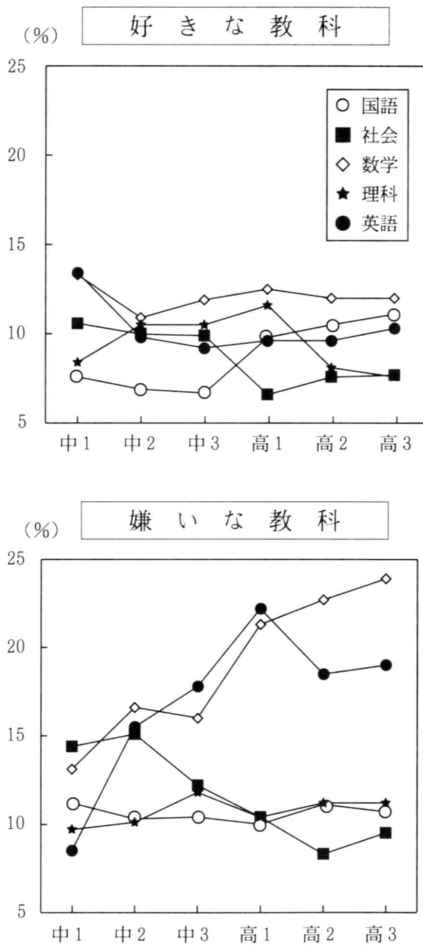 (%)
好きな教科
25
20
15
10
5
○国語
■社会
◇数学
★理科
●英語
中1 中2 中3 高1 高2 高3
(%)
嫌いな教科
25
20
15
10
5
中1 中2 中3 高1 高2 高3